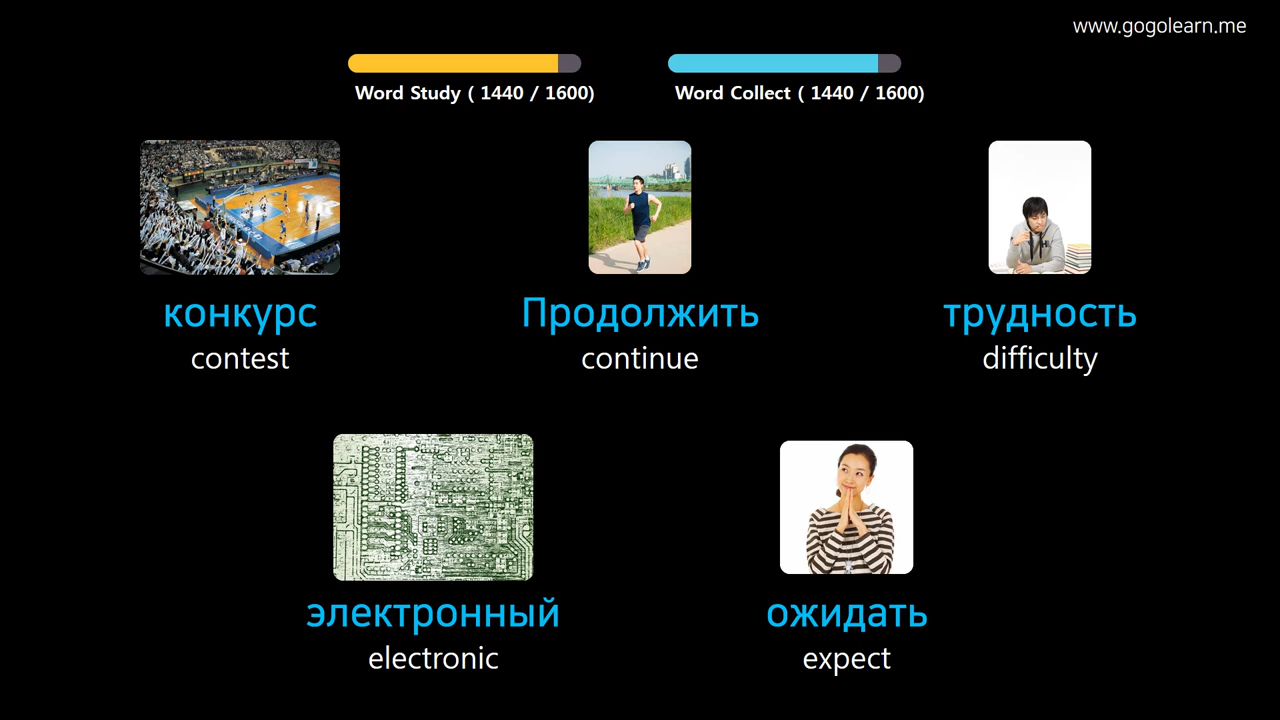 www.gogolearn.me
Word Study ( 1440 / 1600)
Word Collect ( 1440 / 1600)
конкурс
contest
Продолжить
continue
трудность
difficulty
электронный
electronic
ожидать
expect